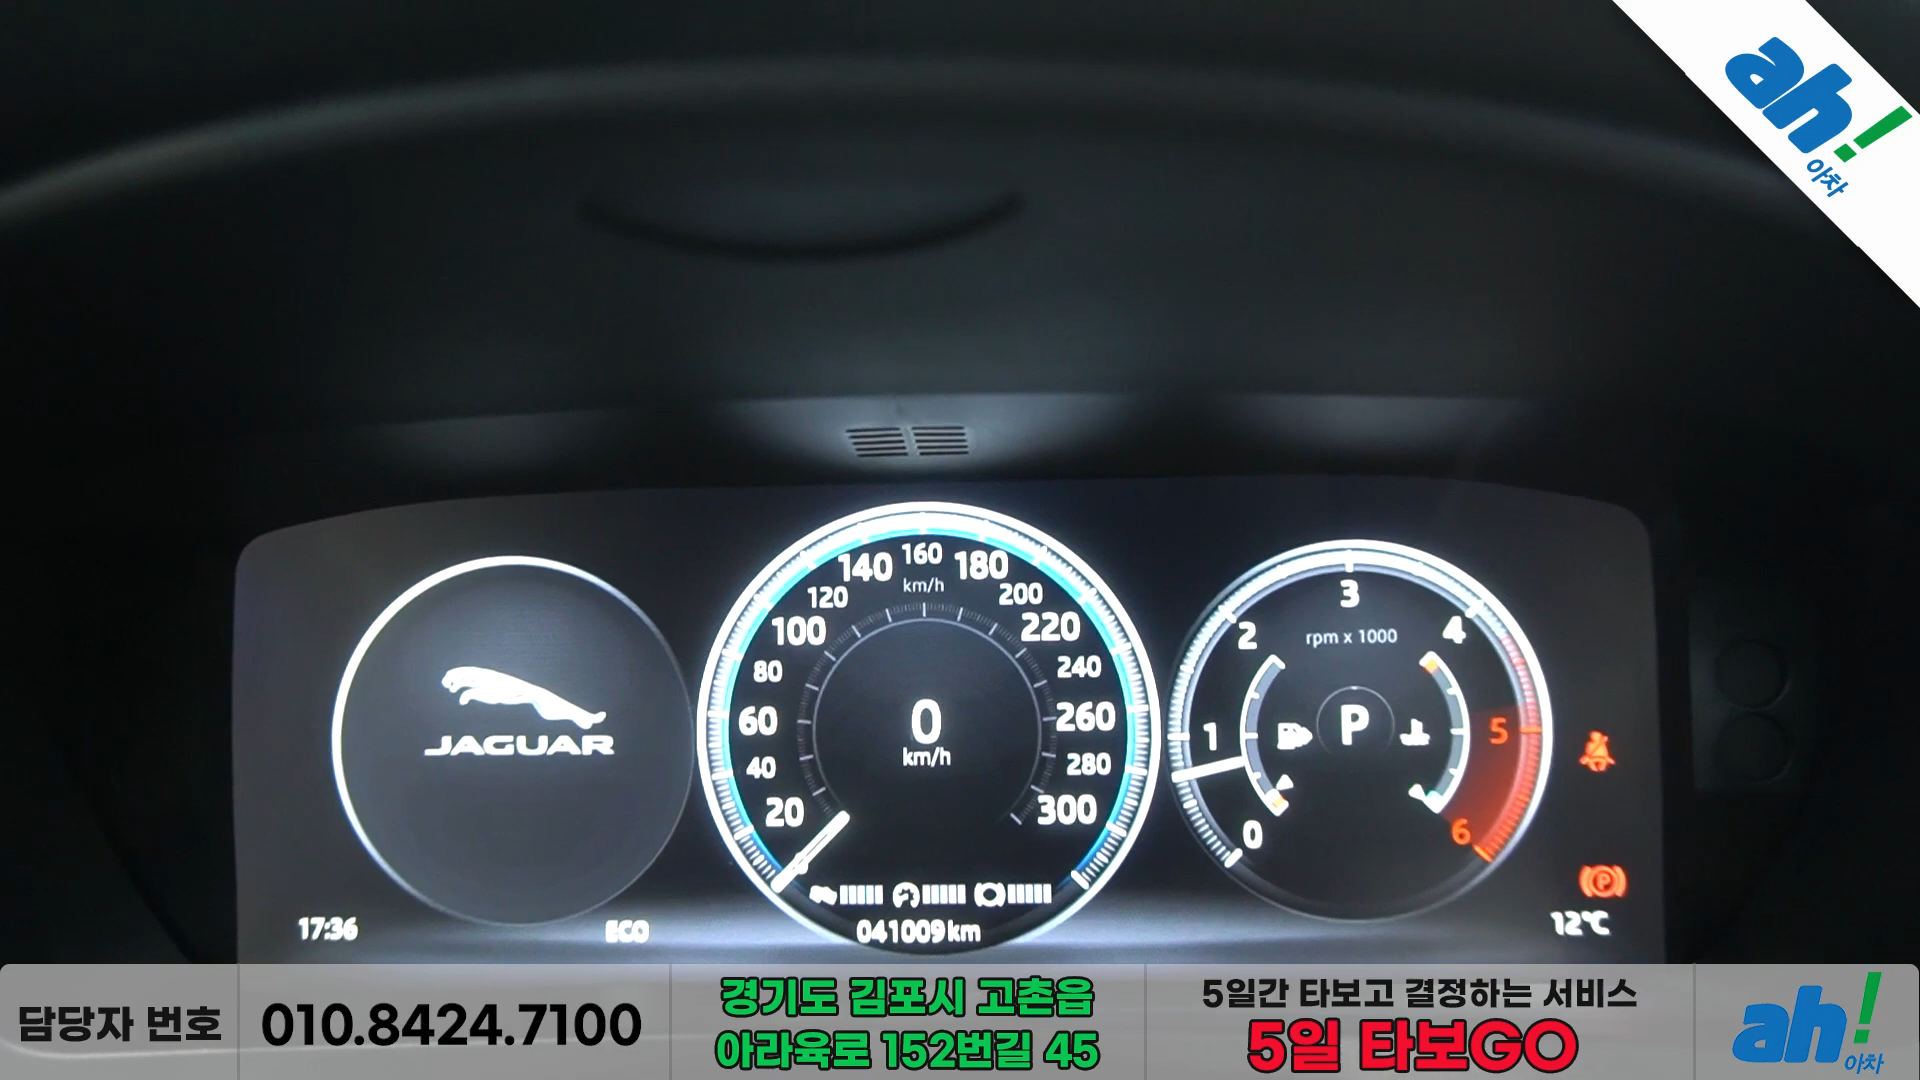 ah!
아차
160
140
180
km/h
120
200
100
220
80
240
60
0
260
km/h
40
280
20
300
041009km
JAGUAR
17:36
ECO
3
2
4
rpm x 1000
1
P
5
0
6
P
12°C
담당자 번호
010.8424.7100
경기도 김포시 고촌읍
아라육로 152번길 45
5일간 타보고 결정하는 서비스
5일 타보GO
ah!
아차